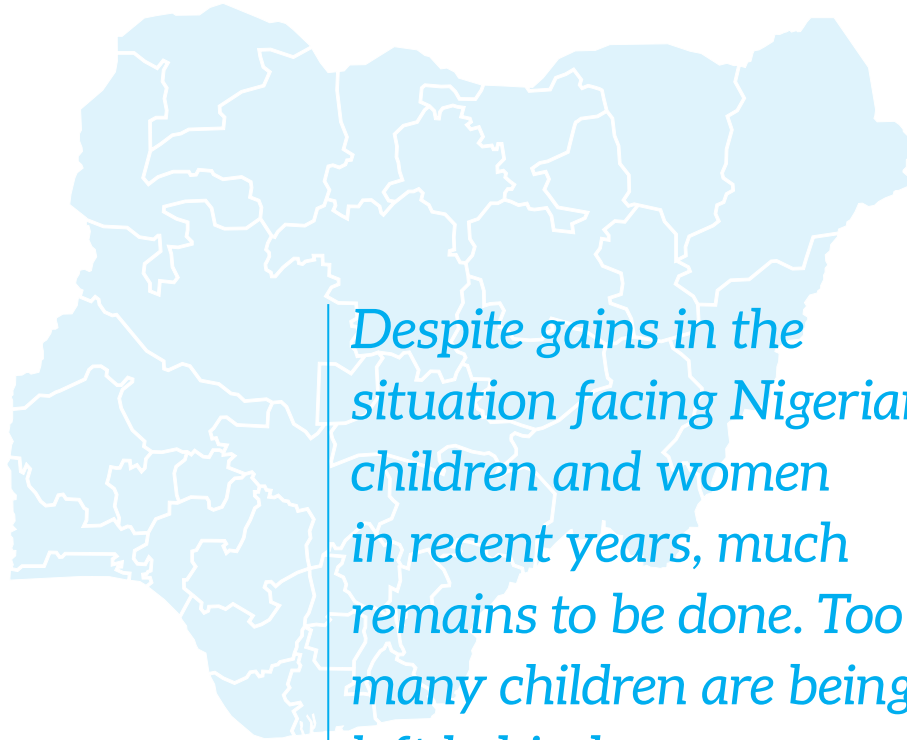 Despite gains in the
situation facing Nigerian
children and women
in recent years, much
remains to be done. Too
many children are being